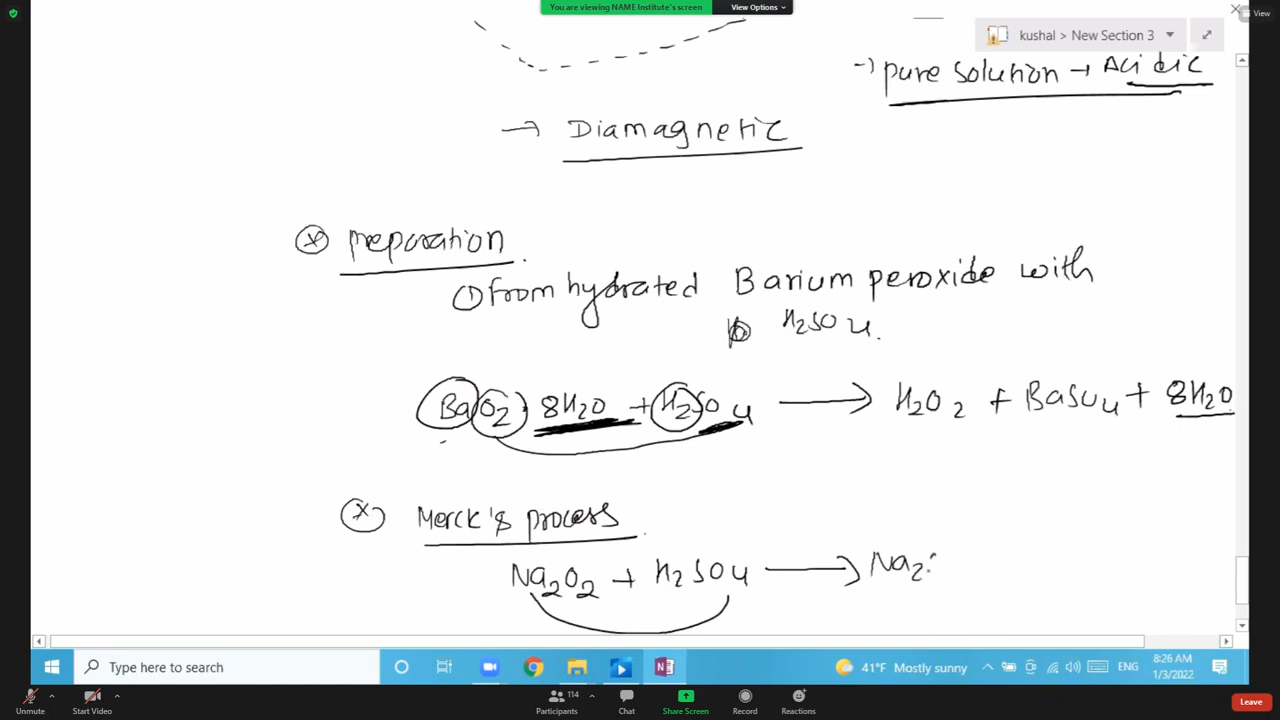 You are viewing NAME Institute's screen
View Options
View
kushal > New Section 3
-) pure solution → Acidic
→ Diamagnetic
preparation.
① From hydrated Barium peroxide with
H2SO4.
BaO2 · 8H2O + H2SO4 → H2O2 + BaSO4 + 8H2O
Merck's process
Na2O2 + H2SO4 → Na2
Type here to search
41°F Mostly sunny
ENG
8:26 AM
1/3/2022
Unmute
Start Video
114
Participants
Chat
Share Screen
Record
Reactions
Leave